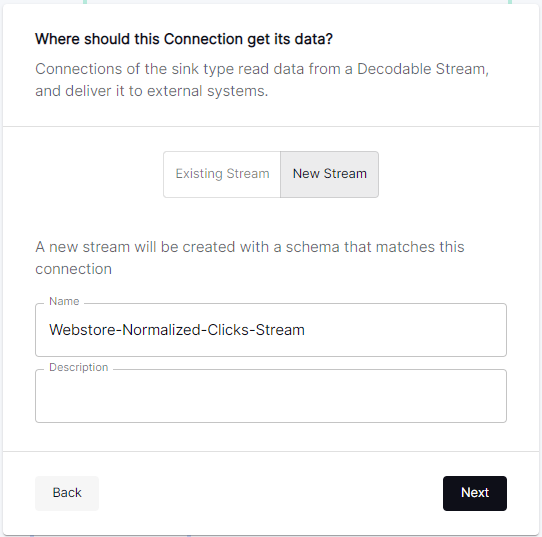 Where should this Connection get its data?
Connections of the sink type read data from a Decodable Stream,
and deliver it to external systems.
Existing Stream
New Stream
A new stream will be created with a schema that matches this
connection
Name
Webstore-Normalized-Clicks-Stream
Description
Back
Next